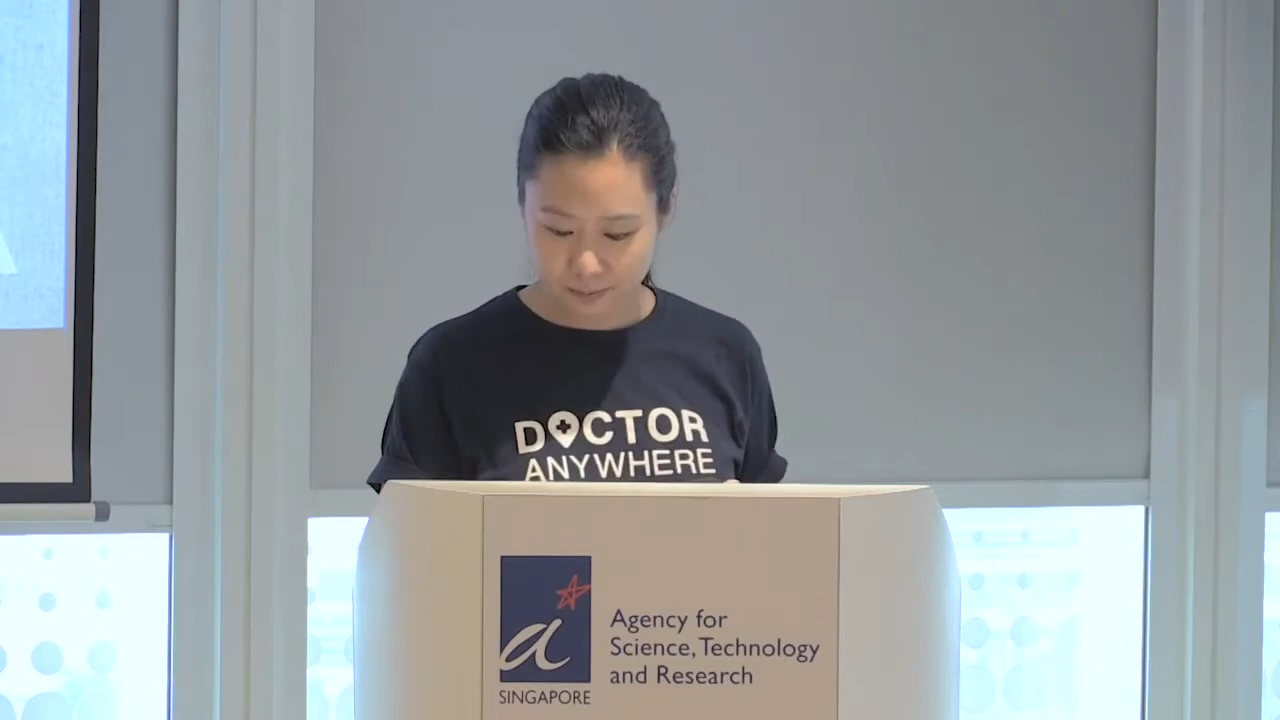 DOCTOR
ANYWHERE
a
SINGAPORE
Agency for
Science, Technology
and Research